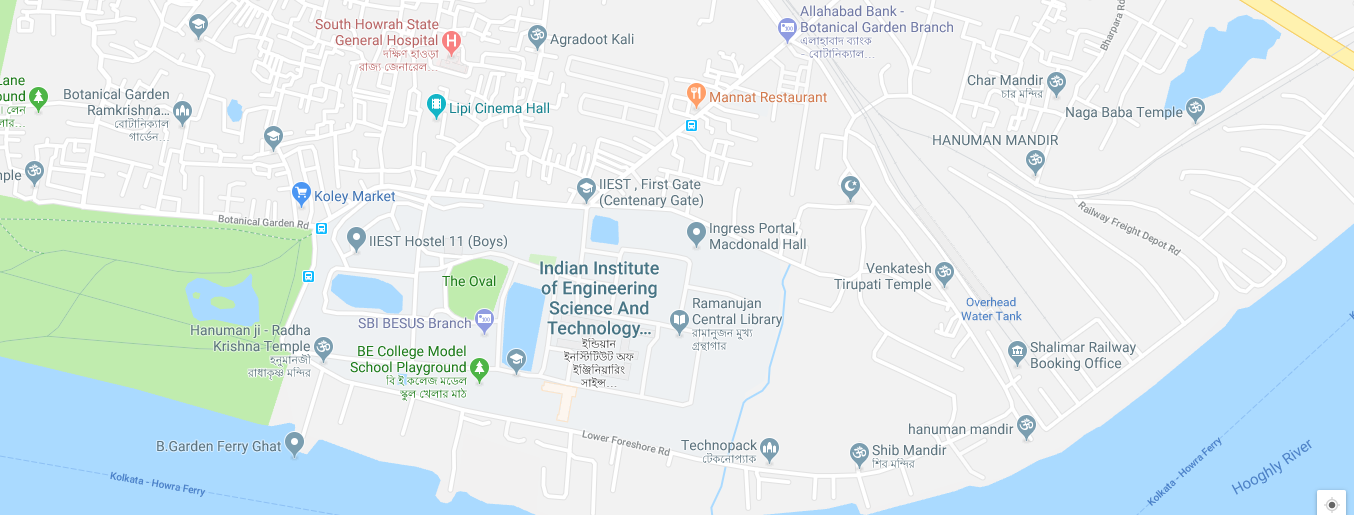 South Howrah State
General Hospital
দক্ষিণ হাওড়া
রাজ্য জেনারেল...
Agradoot Kali
Allahabad Bank -
Botanical Garden Branch
এলাহাবাদ ব্যাংক
- বোটানিক্যাল...
Bharpara Rd
Lane
ound
লেন
লার...
Botanical Garden
Ramkrishna...
বোটানিক্যাল
গার্ডেন...
Lipi Cinema Hall
Mannat Restaurant
Char Mandir
চার মন্দির
Naga Baba Temple
HANUMAN MANDIR
mple
Koley Market
IIEST , First Gate
(Centenary Gate)
Botanical Garden Rd
IIEST Hostel 11 (Boys)
Ingress Portal,
Macdonald Hall
Railway Freight Depot Rd
The Oval
Indian Institute
of Engineering
Science And
Technology...
ইন্ডিয়ান
ইনস্টিটিউট অফ
ইঞ্জিনিয়ারিং
সাইন্স...
Venkatesh
Tirupati Temple
Overhead
Water Tank
SBI BESUS Branch
Ramanujan
Central Library
রামানুজন মুখ্য
গ্রন্থাগার
Hanuman ji - Radha
Krishna Temple
হনুমানজী
রাধাকৃষ্ণ মন্দির
BE College Model
School Playground
বি ই কলেজ মডেল
স্কুল খেলার মাঠ
Shalimar Railway
Booking Office
B.Garden Ferry Ghat
Lower Foreshore Rd
Technopack
টেকনোপ্যাক
Shib Mandir
শিব মন্দির
hanuman mandir
Kolkata - Howra Ferry
Kolkata - Howra Ferry
Hooghly River